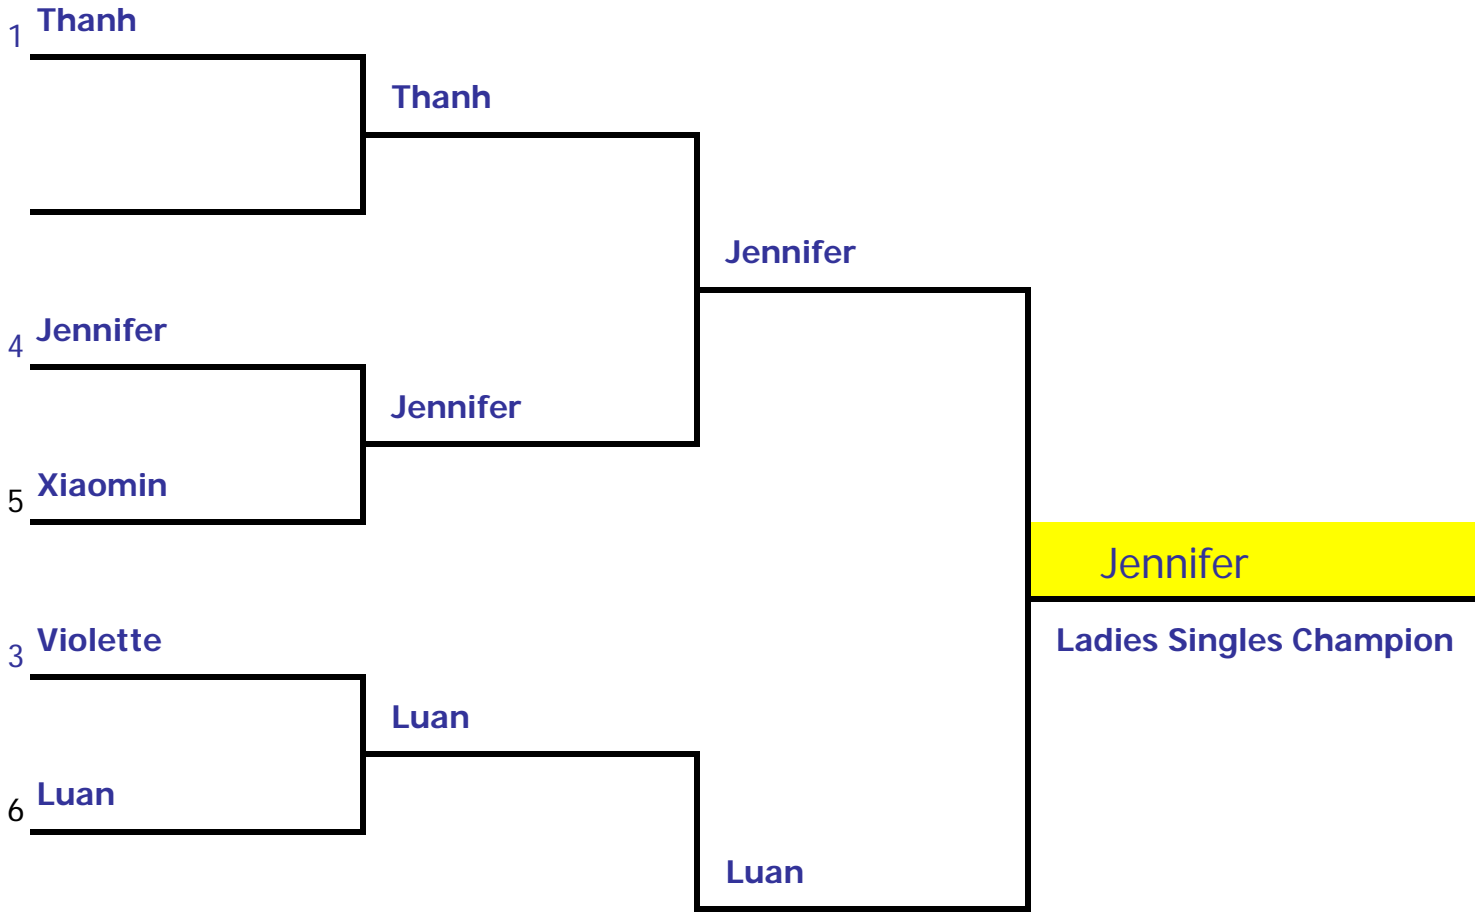 1 Thanh
Thanh
Jennifer
4 Jennifer
Jennifer
5 Xiaomin
Jennifer
3 Violette
Ladies Singles Champion
Luan
6 Luan
Luan